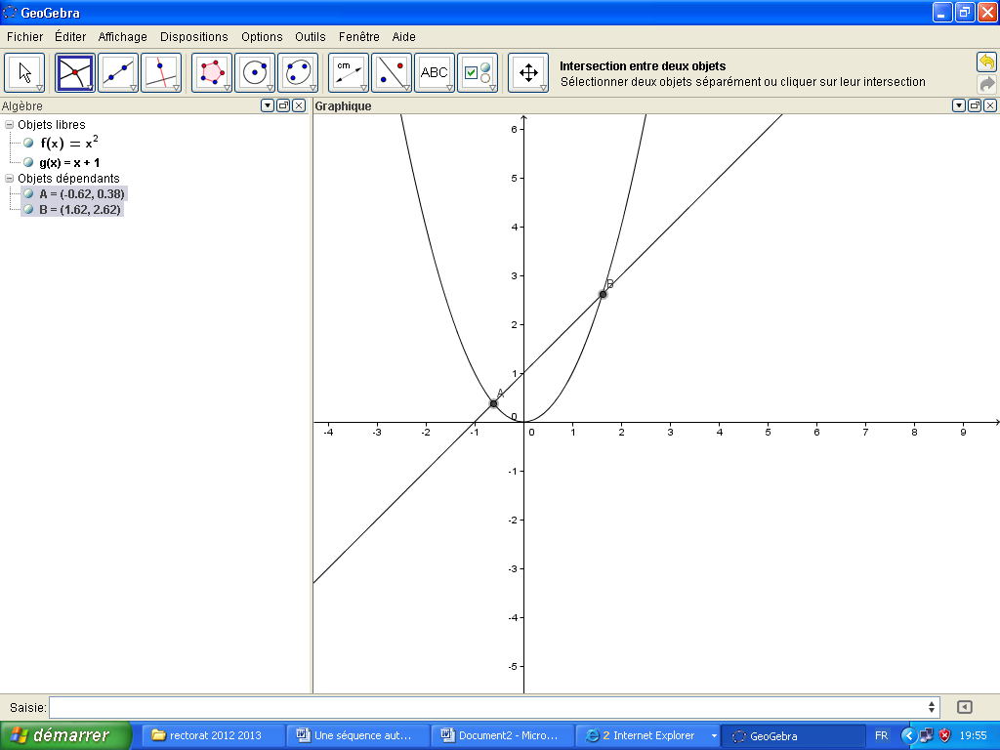 GeoGebra
Fichier Éditer Affichage Dispositions Options Outils Fenêtre Aide
cm
ABC
Intersection entre deux objets
Sélectionner deux objets séparément ou cliquer sur leur intersection
Algèbre
Graphique
Objets libres
f(x) = x²
g(x) = x + 1
Objets dépendants
A = (-0.62, 0.38)
B = (1.62, 2.62)
6
5
4
3
B
2
1
A
0
-4 -3 -2 -1 0 1 2 3 4 5 6 7 8 9
-1
-2
-3
-4
-5
Saisie:
démarrer
rectorat 2012 2013
Une séquence aut...
Document2 - Micro...
2 Internet Explorer
GeoGebra
FR
19:55